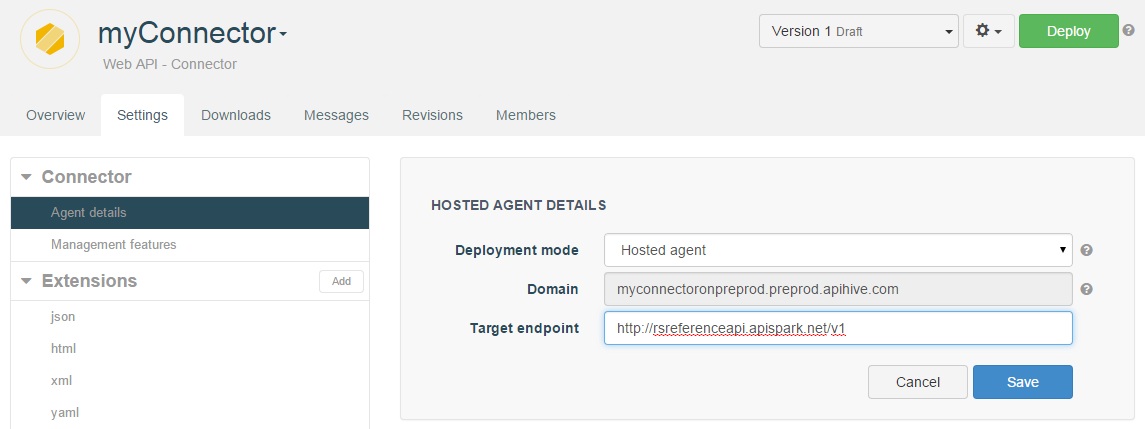 myConnector
Version 1 Draft
Deploy
Web API - Connector
Overview Settings Downloads Messages Revisions Members
Connector
Agent details
Management features
Extensions Add
json
html
xml
yaml
HOSTED AGENT DETAILS
Deployment mode Hosted agent
Domain myconnectoronpreprod.preprod.apihive.com
Target endpoint http://rsreferenceapi.apispark.net/v1
Cancel Save